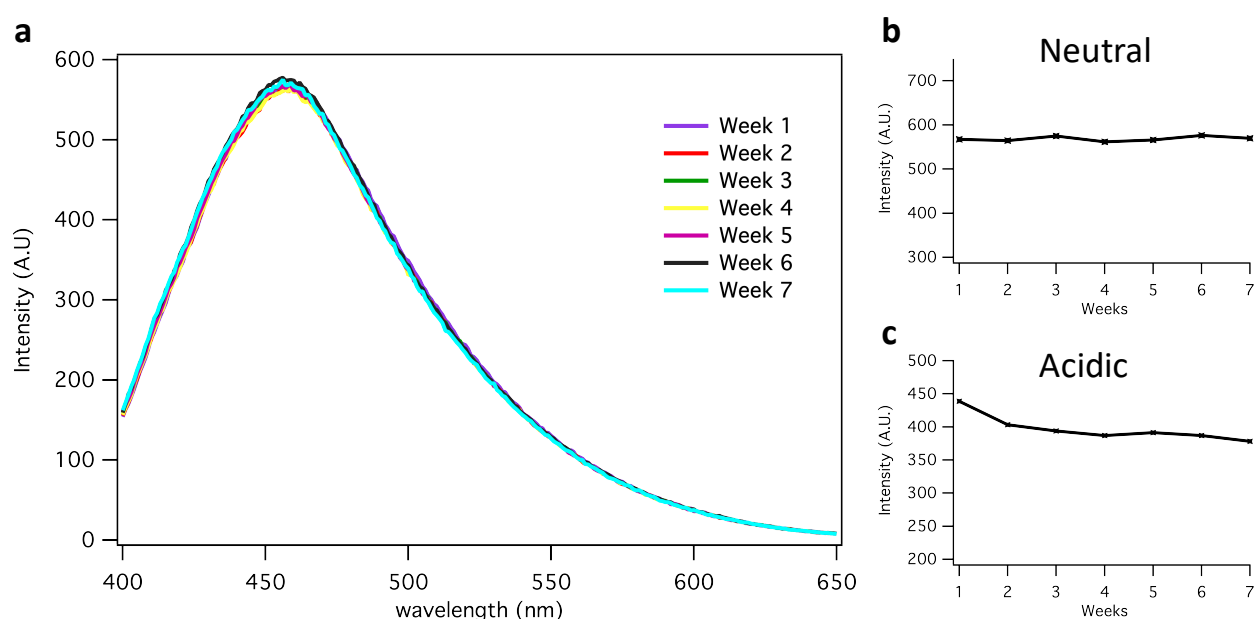 a
600
500
400
300
200
100
0
Intensity (A.U)
400 450 500 550 600 650
wavelength (nm)
Week 1
Week 2
Week 3
Week 4
Week 5
Week 6
Week 7
b
Neutral
700
600
500
400
300
Intensity (A.U.)
1 2 3 4 5 6 7
Weeks
c
Acidic
500
450
400
350
300
250
200
Intensity (A.U.)
1 2 3 4 5 6 7
Weeks